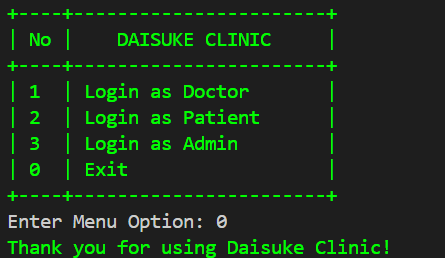 +----+-----------------------+
| No |    DAISUKE CLINIC     |
+----+-----------------------+
| 1  | Login as Doctor       |
| 2  | Login as Patient      |
| 3  | Login as Admin        |
| 0  | Exit                  |
+----+-----------------------+
Enter Menu Option: 0
Thank you for using Daisuke Clinic!